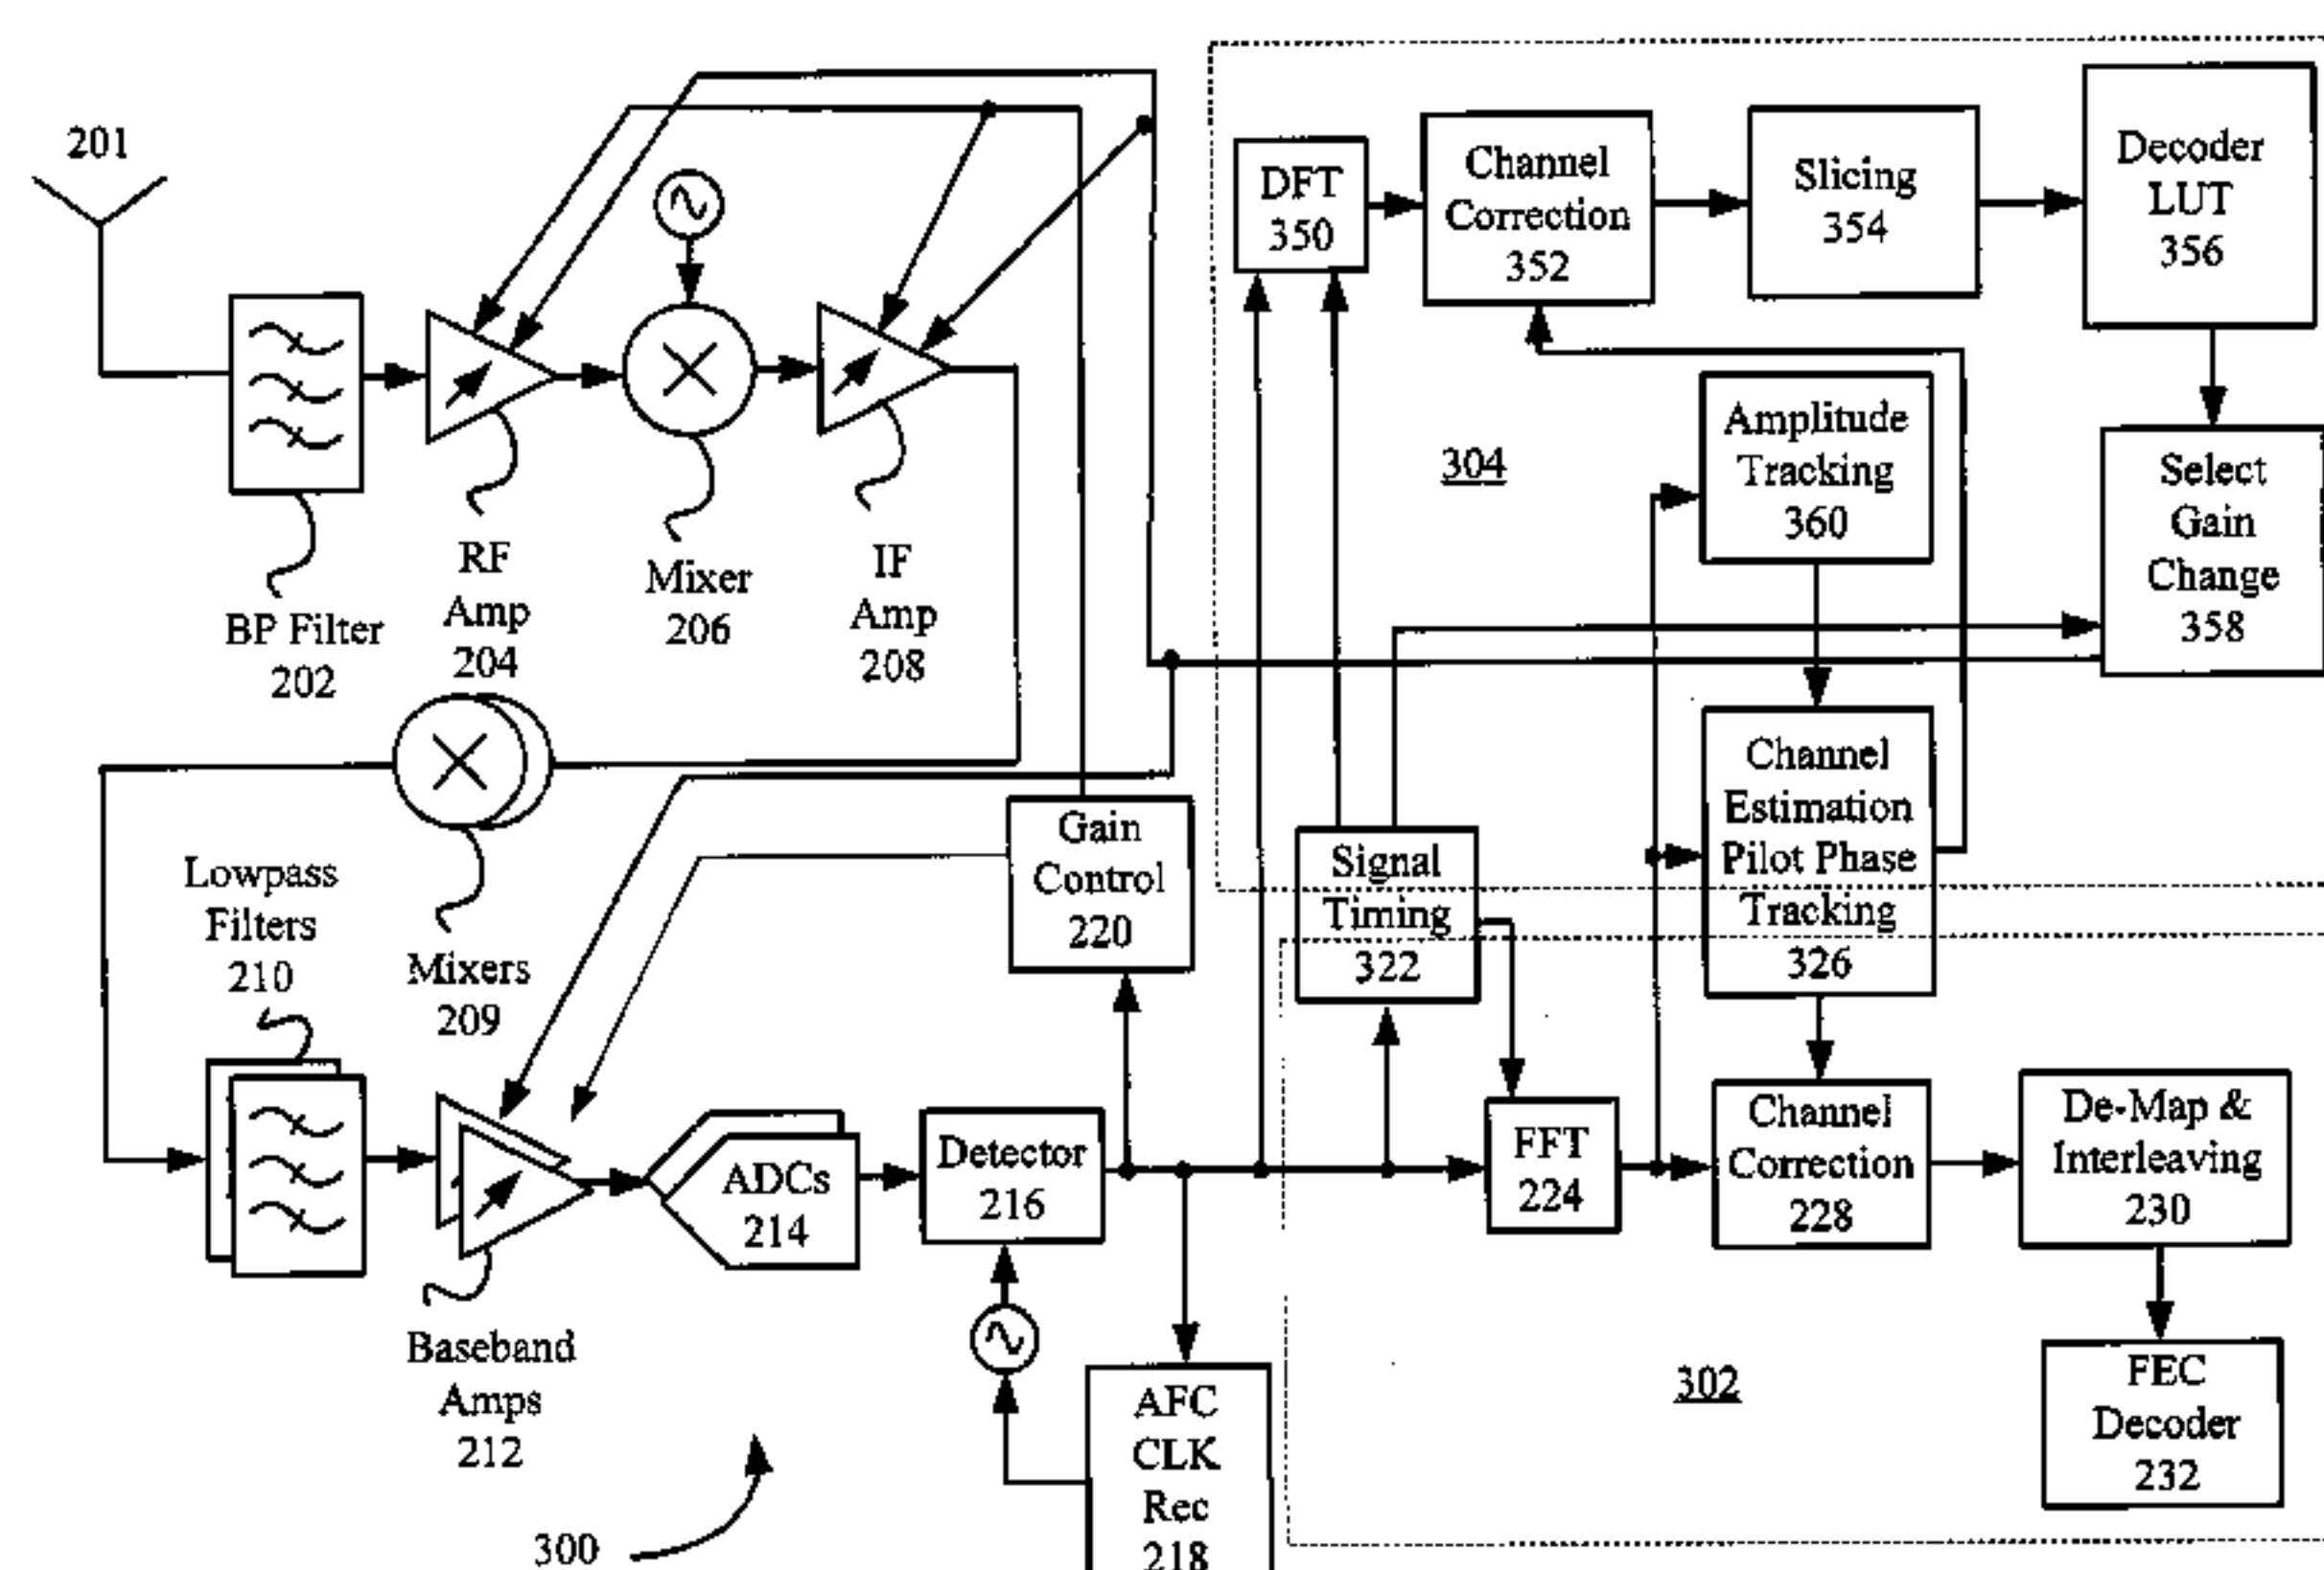 201
BP Filter
202
RF
Amp
204
Mixer
206
IF
Amp
208
DFT
350
Channel
Correction
352
Slicing
354
Decoder
LUT
356
304
Amplitude
Tracking
360
Select
Gain
Change
358
Channel
Estimation
Pilot Phase
Tracking
326
Signal
Timing
322
Gain
Control
220
Mixers
209
Lowpass
Filters
210
Baseband
Amps
212
ADCs
214
Detector
216
AFC
CLK
Rec
218
FFT
224
Channel
Correction
228
De-Map &
Interleaving
230
FEC
Decoder
232
302
300